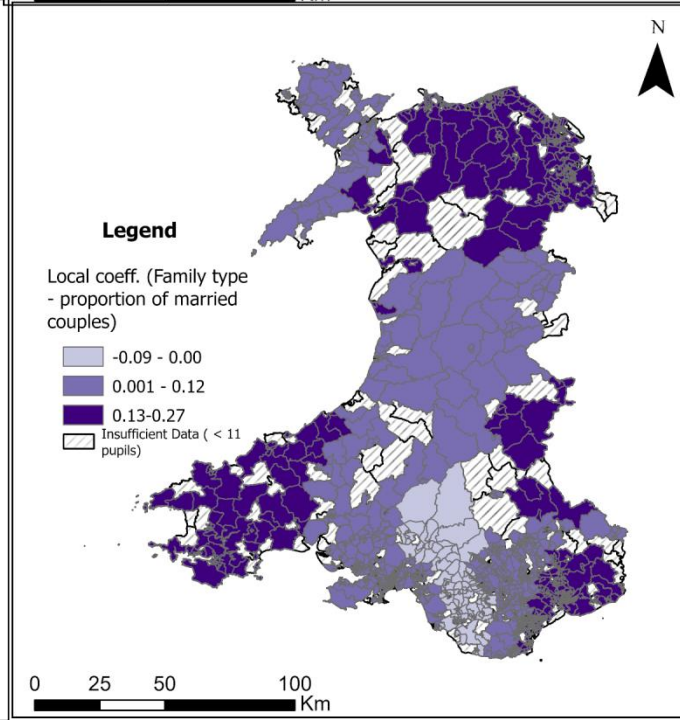 Km
N
Legend
Local coeff. (Family type
- proportion of married
couples)
-0.09 - 0.00
0.001 - 0.12
0.13-0.27
Insufficient Data ( < 11
pupils)
0 25 50 100
Km